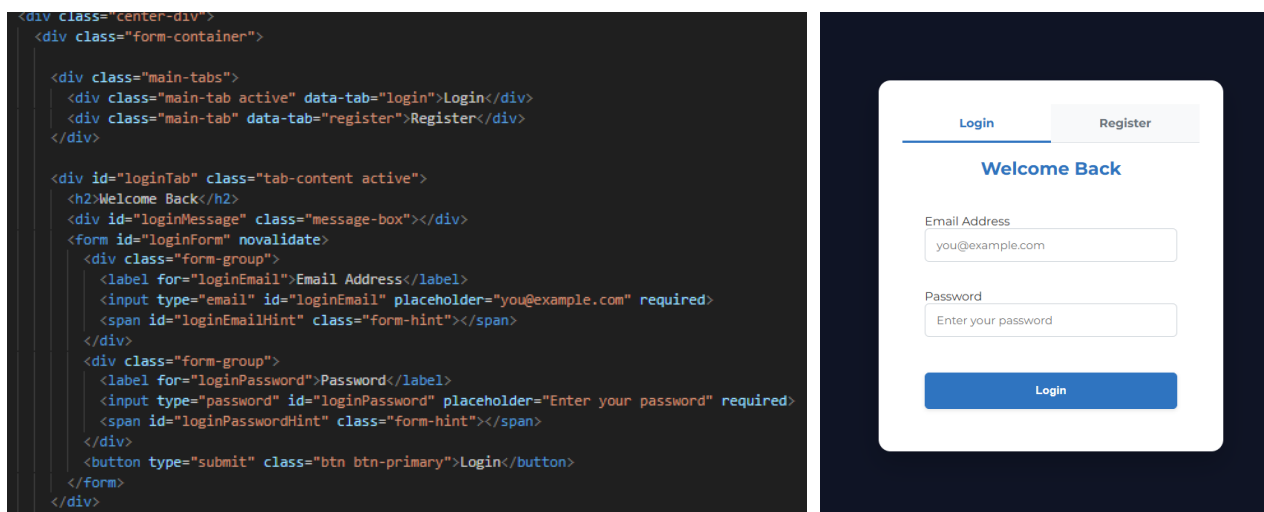 <div class="center-div">
<div class="form-container">
<div class="main-tabs">
<div class="main-tab active" data-tab="login">Login</div>
<div class="main-tab" data-tab="register">Register</div>
</div>
<div id="loginTab" class="tab-content active">
<h2>Welcome Back</h2>
<div id="loginMessage" class="message-box"></div>
<form id="loginForm" novalidate>
<div class="form-group">
<label for="loginEmail">Email Address</label>
<input type="email" id="loginEmail" placeholder="you@example.com" required>
<span id="loginEmailHint" class="form-hint"></span>
</div>
<div class="form-group">
<label for="loginPassword">Password</label>
<input type="password" id="loginPassword" placeholder="Enter your password" required>
<span id="loginPasswordHint" class="form-hint"></span>
</div>
<button type="submit" class="btn btn-primary">Login</button>
</form>
</div>
Login Register
Welcome Back
Email Address
you@example.com
Password
Enter your password
Login